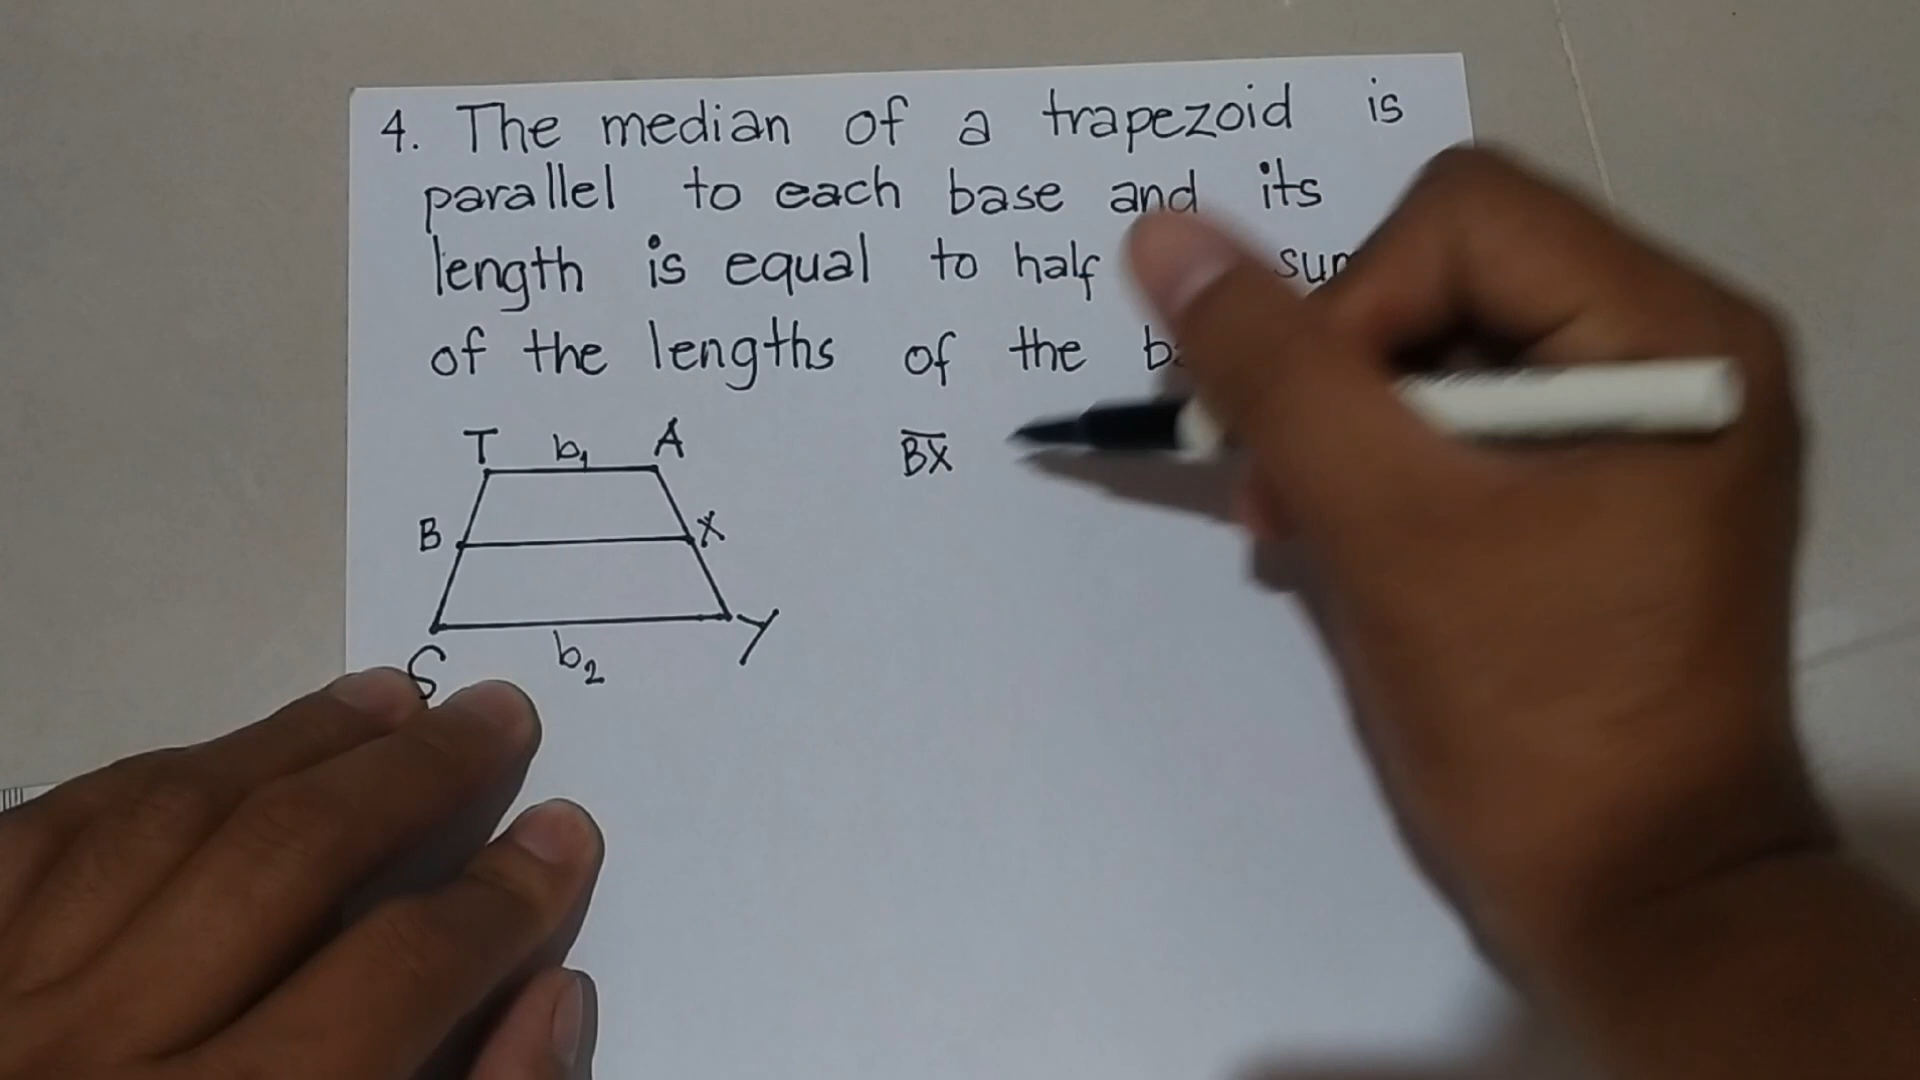 4. The median of a trapezoid is
parallel to each base and its
length is equal to half
of the lengths of the
T b₁ A
B̅X̅
B X
S b₂ Y